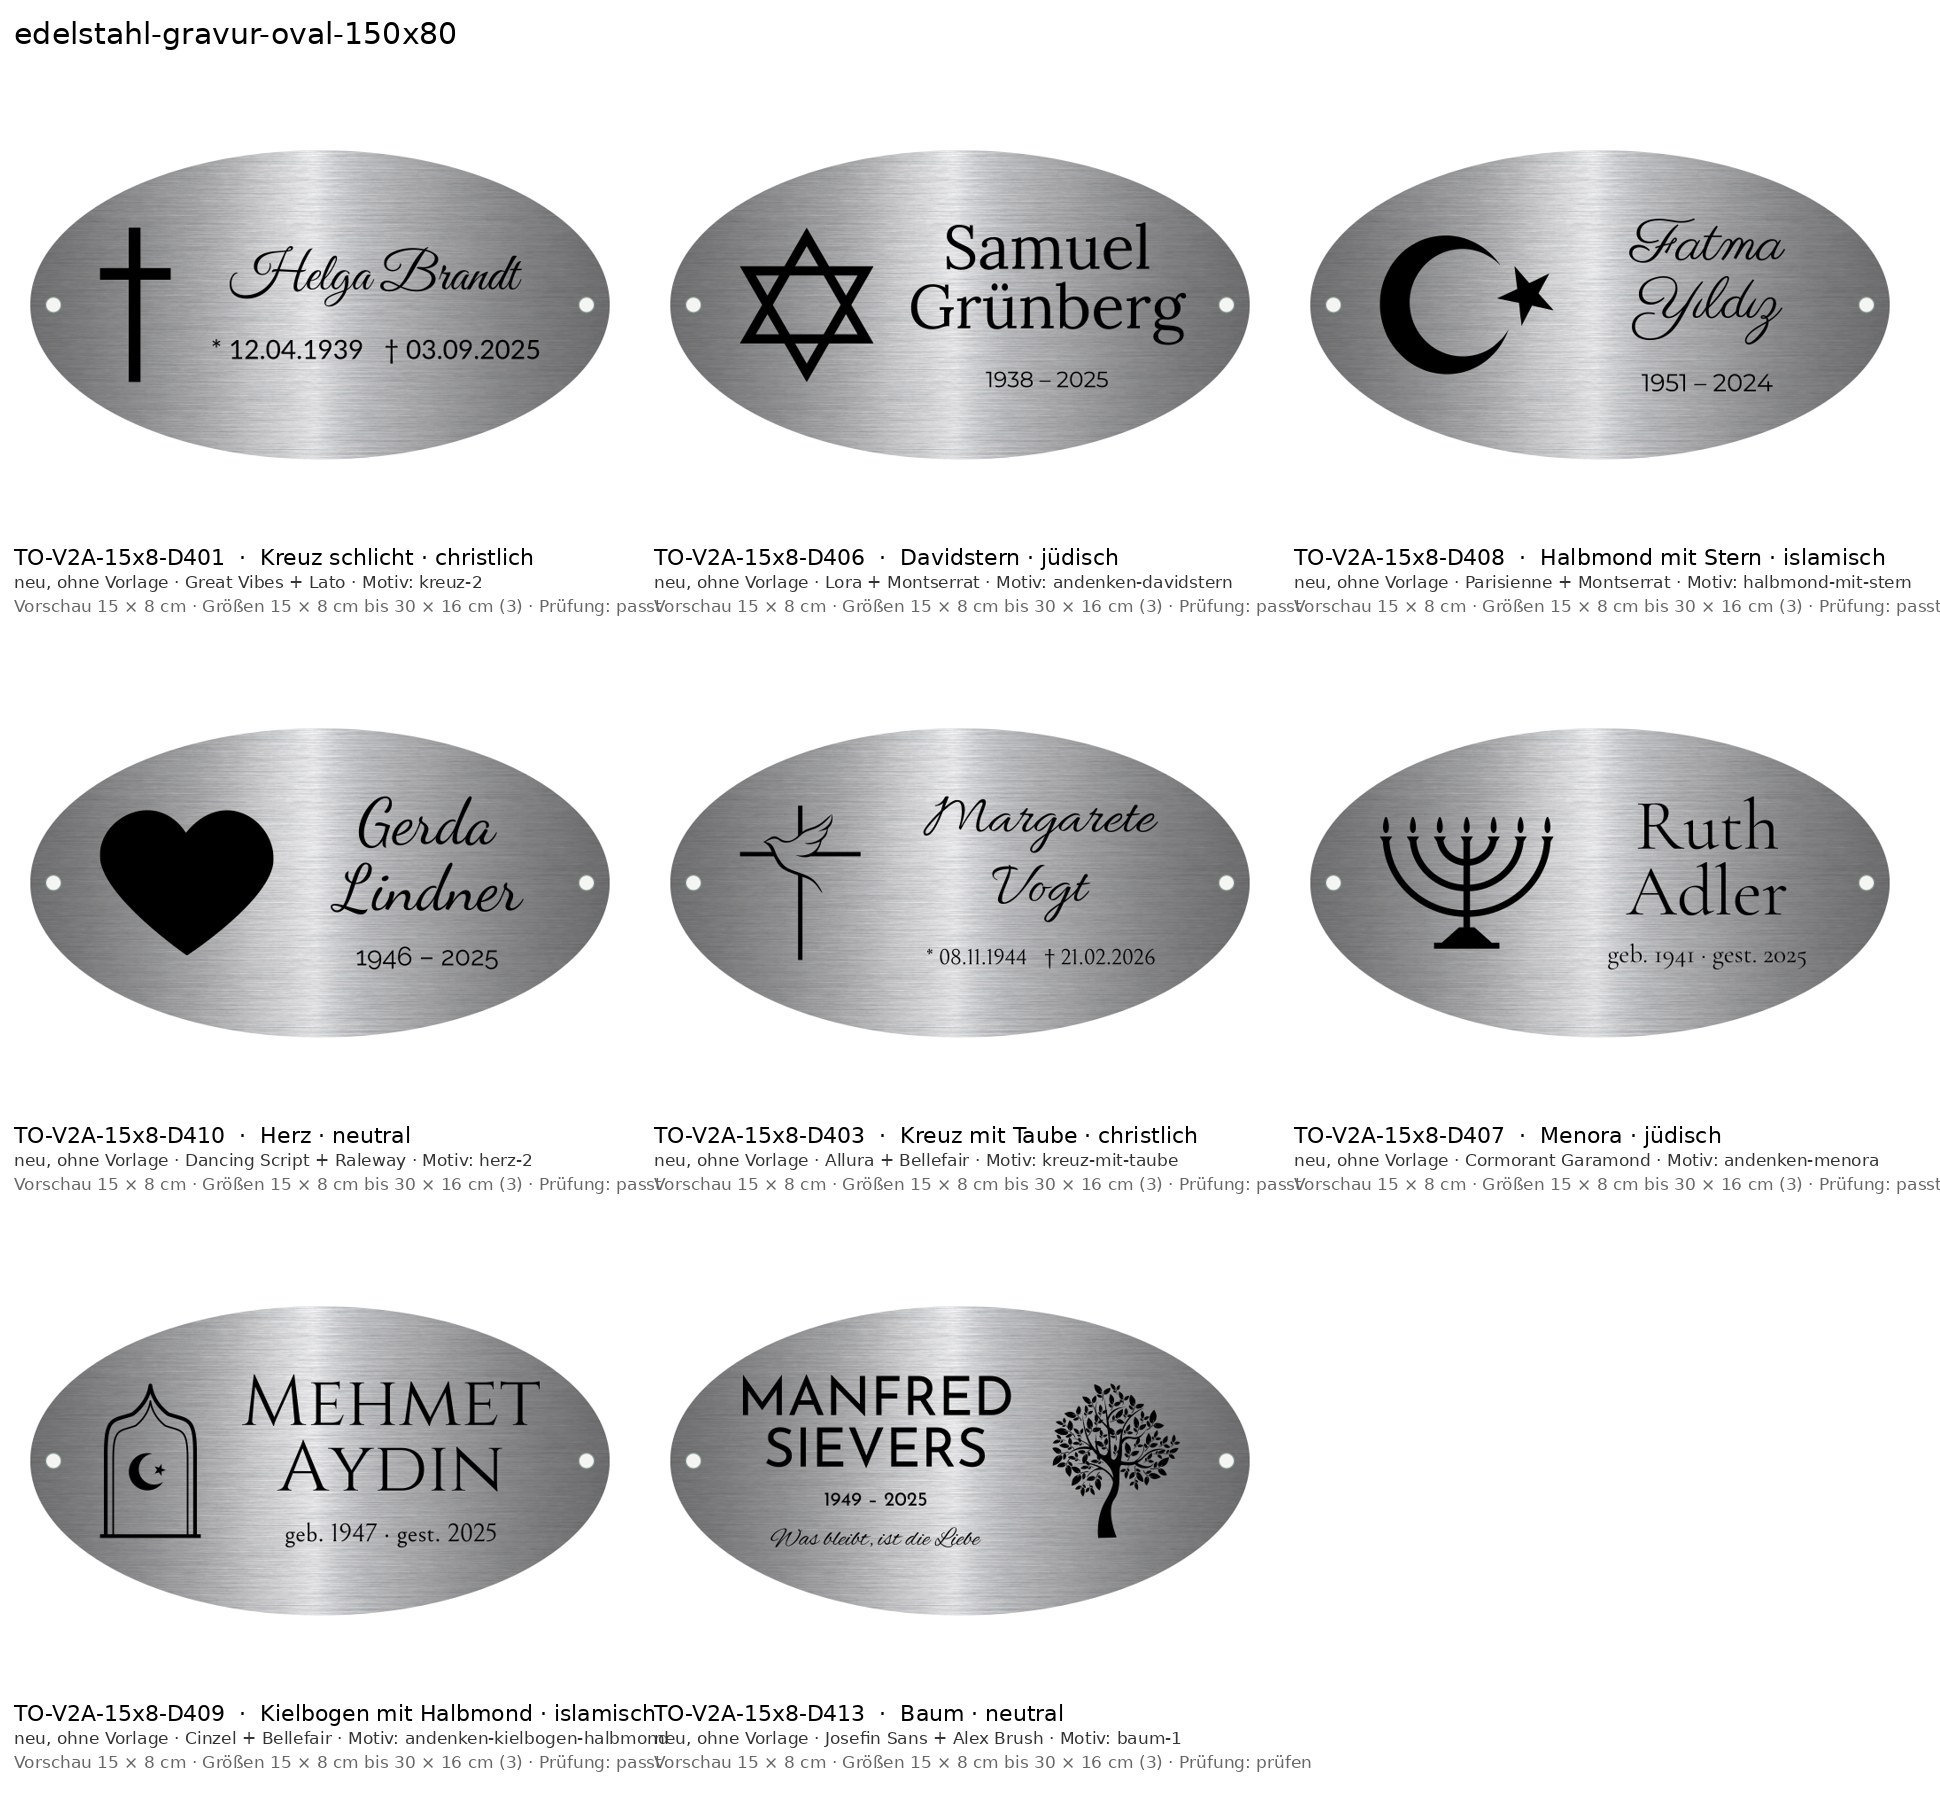 edelstahl-gravur-oval-150x80
Helga Brandt
* 12.04.1939 † 03.09.2025
Samuel
Grünberg
1938 – 2025
Fatma
Yıldız
1951 – 2024
TO-V2A-15x8-D401 · Kreuz schlicht · christlich
neu, ohne Vorlage · Great Vibes + Lato · Motiv: kreuz-2
Vorschau 15 × 8 cm · Größen 15 × 8 cm bis 30 × 16 cm (3) · Prüfung: passt
TO-V2A-15x8-D406 · Davidstern · jüdisch
neu, ohne Vorlage · Lora + Montserrat · Motiv: andenken-davidstern
Vorschau 15 × 8 cm · Größen 15 × 8 cm bis 30 × 16 cm (3) · Prüfung: passt
TO-V2A-15x8-D408 · Halbmond mit Stern · islamisch
neu, ohne Vorlage · Parisienne + Montserrat · Motiv: halbmond-mit-stern
Vorschau 15 × 8 cm · Größen 15 × 8 cm bis 30 × 16 cm (3) · Prüfung: passt
Gerda
Lindner
1946 – 2025
Margarete
Vogt
* 08.11.1944 † 21.02.2026
Ruth
Adler
geb. 1941 · gest. 2025
TO-V2A-15x8-D410 · Herz · neutral
neu, ohne Vorlage · Dancing Script + Raleway · Motiv: herz-2
Vorschau 15 × 8 cm · Größen 15 × 8 cm bis 30 × 16 cm (3) · Prüfung: passt
TO-V2A-15x8-D403 · Kreuz mit Taube · christlich
neu, ohne Vorlage · Allura + Bellefair · Motiv: kreuz-mit-taube
Vorschau 15 × 8 cm · Größen 15 × 8 cm bis 30 × 16 cm (3) · Prüfung: passt
TO-V2A-15x8-D407 · Menora · jüdisch
neu, ohne Vorlage · Cormorant Garamond · Motiv: andenken-menora
Vorschau 15 × 8 cm · Größen 15 × 8 cm bis 30 × 16 cm (3) · Prüfung: passt
MEHMET
AYDIN
geb. 1947 · gest. 2025
MANFRED
SIEVERS
1949 – 2025
Was bleibt, ist die Liebe
TO-V2A-15x8-D409 · Kielbogen mit Halbmond · islamisch
neu, ohne Vorlage · Cinzel + Bellefair · Motiv: andenken-kielbogen-halbmond
Vorschau 15 × 8 cm · Größen 15 × 8 cm bis 30 × 16 cm (3) · Prüfung: passt
TO-V2A-15x8-D413 · Baum · neutral
neu, ohne Vorlage · Josefin Sans + Alex Brush · Motiv: baum-1
Vorschau 15 × 8 cm · Größen 15 × 8 cm bis 30 × 16 cm (3) · Prüfung: prüfen